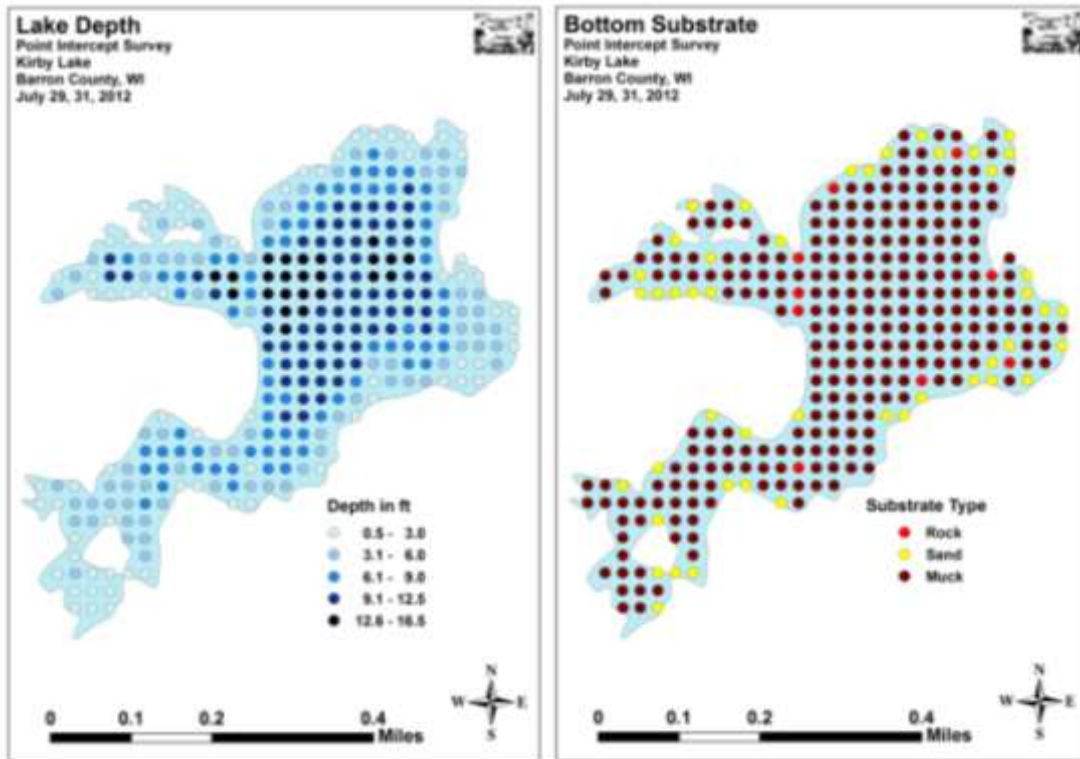 Lake Depth
Point Intercept Survey
Kirby Lake
Barron County, WI
July 29, 31, 2012
Depth in ft
0.5 - 3.0
3.1 - 6.0
6.1 - 9.0
9.1 - 12.5
12.6 - 16.5
N
W E
S
0 0.1 0.2 0.4
Miles
Bottom Substrate
Point Intercept Survey
Kirby Lake
Barron County, WI
July 29, 31, 2012
Substrate Type
Rock
Sand
Muck
N
W E
S
0 0.1 0.2 0.4
Miles